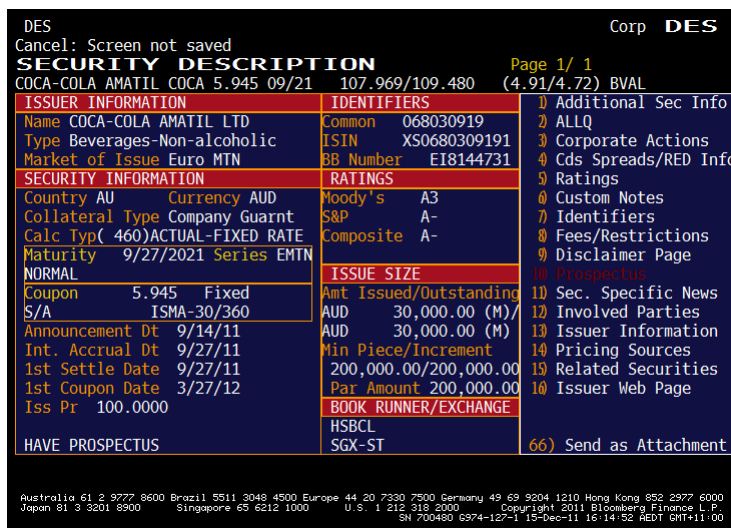 DES Corp DES
Cancel: Screen not saved
SECURITY DESCRIPTION Page 1/ 1
COCA-COLA AMATIL COCA 5.945 09/21 107.969/109.480 (4.91/4.72) BVAL
ISSUER INFORMATION
Name COCA-COLA AMATIL LTD
Type Beverages-Non-alcoholic
Market of Issue Euro MTN
SECURITY INFORMATION
Country AU Currency AUD
Collateral Type Company Guarnt
Calc Typ( 460)ACTUAL-FIXED RATE
Maturity 9/27/2021 Series EMTN
NORMAL
Coupon 5.945 Fixed
S/A ISMA-30/360
Announcement Dt 9/14/11
Int. Accrual Dt 9/27/11
1st Settle Date 9/27/11
1st Coupon Date 3/27/12
Iss Pr 100.0000
HAVE PROSPECTUS
IDENTIFIERS
Common 068030919
ISIN XS0680309191
BB Number EI8144731
RATINGS
Moody's A3
S&P A-
Composite A-
ISSUE SIZE
Amt Issued/Outstanding
AUD 30,000.00 (M)/
AUD 30,000.00 (M)
Min Piece/Increment
200,000.00/200,000.00
Par Amount 200,000.00
BOOK RUNNER/EXCHANGE
HSBCL
SGX-ST
1) Additional Sec Info
2) ALLQ
3) Corporate Actions
4) Cds Spreads/RED Info
5) Ratings
6) Custom Notes
7) Identifiers
8) Fees/Restrictions
9) Disclaimer Page
10) Prospectus
11) Sec. Specific News
12) Involved Parties
13) Issuer Information
14) Pricing Sources
15) Related Securities
16) Issuer Web Page
66) Send as Attachment
Australia 61 2 9777 8600 Brazil 5511 3048 4500 Europe 44 20 7330 7500 Germany 49 69 9204 1210 Hong Kong 852 2977 6000
Japan 81 3 3201 8900 Singapore 65 6212 1000 U.S. 1 212 318 2000 Copyright 2011 Bloomberg Finance L.P.
SN 700480 G974-127-1 15-Dec-11 16:14:52 AEDT GMT+11:00